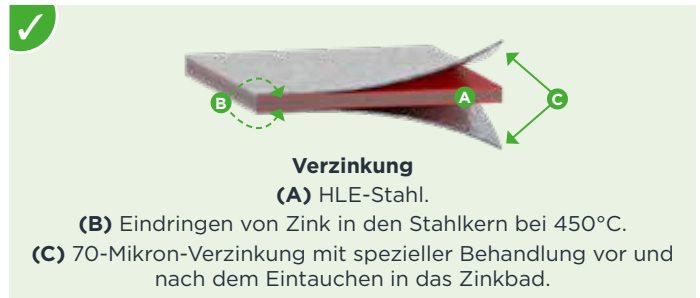 ✓
B
A
C
Verzinkung
(A) HLE-Stahl.
(B) Eindringen von Zink in den Stahlkern bei 450°C.
(C) 70-Mikron-Verzinkung mit spezieller Behandlung vor und
nach dem Eintauchen in das Zinkbad.